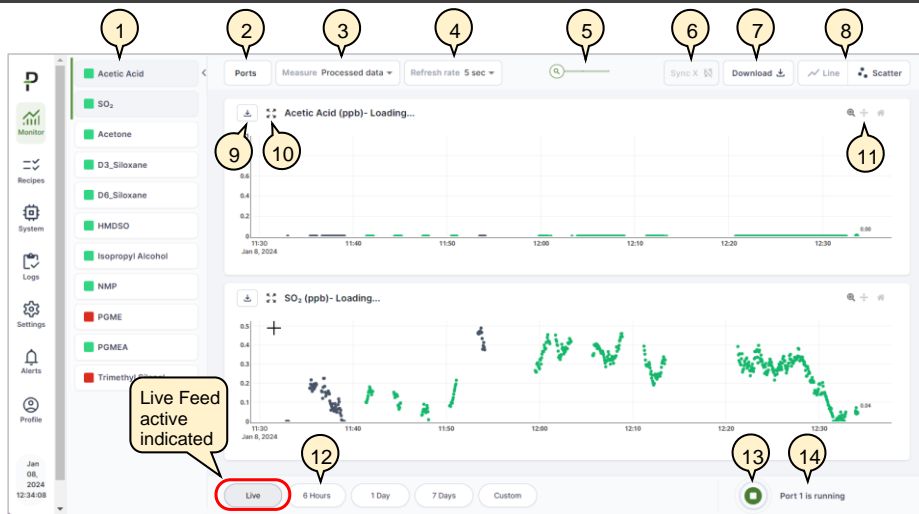 1
2
3
4
5
6
7
8
Acetic Acid
Ports
Measure Processed data
Refresh rate 5 sec
Sync X
Download
Line
Scatter
SO₂
Acetone
D3_Siloxane
D6_Siloxane
HMDSO
Isopropyl Alcohol
NMP
PGME
PGMEA
Monitor
Recipes
System
Logs
Settings
Alerts
Profile
Jan
08,
2024
12:34:08
Acetic Acid (ppb)- Loading...
9
10
11
0.6
0.4
0.2
0
0.00
11:30
11:40
11:50
12:00
12:10
12:20
12:30
Jan 8, 2024
SO₂ (ppb)- Loading...
0.5
0.4
0.3
0.2
0.1
0
0.04
11:40
11:50
12:00
12:10
12:20
12:30
Jan 8, 2024
Live Feed
active
indicated
12
13
14
Live
6 Hours
1 Day
7 Days
Custom
Port 1 is running